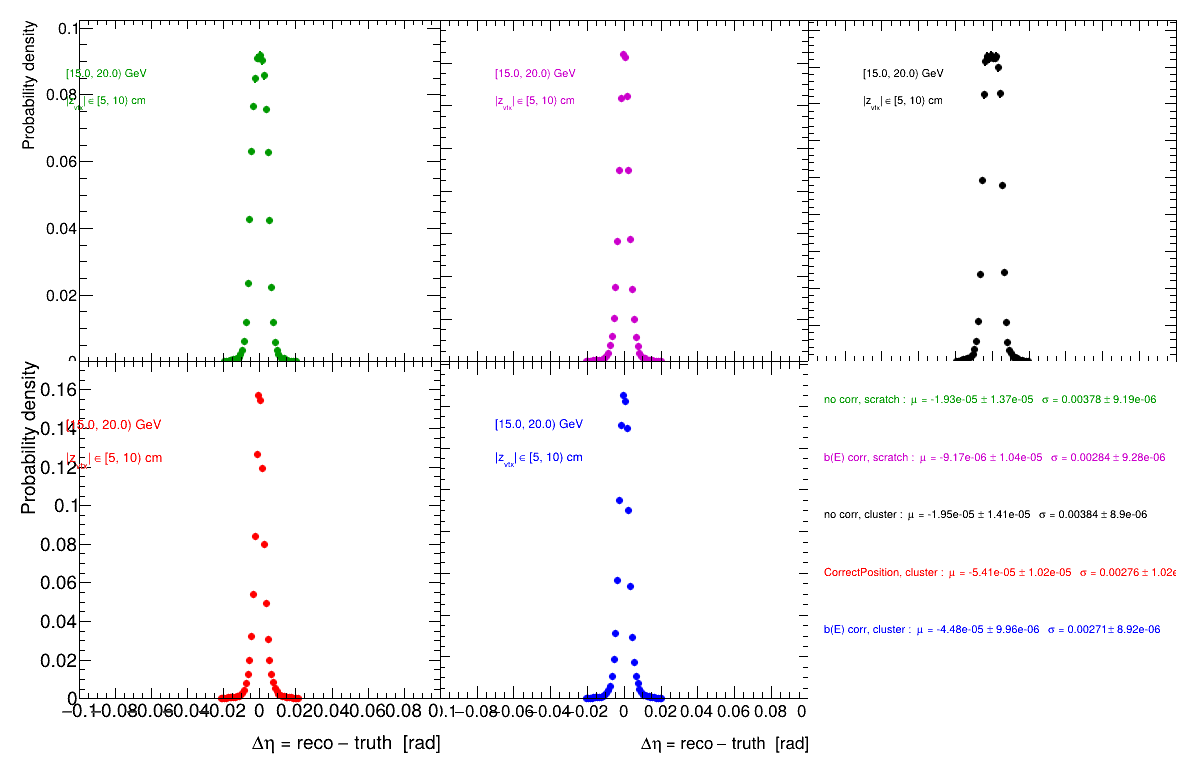 Probability density
0.1
0.08
0.06
0.04
0.02
0
[15.0, 20.0) GeV
|z_vtx| ∈ [5, 10) cm
[15.0, 20.0) GeV
|z_vtx| ∈ [5, 10) cm
[15.0, 20.0) GeV
|z_vtx| ∈ [5, 10) cm
Probability density
0.16
0.14
0.12
0.1
0.08
0.06
0.04
0.02
0
[15.0, 20.0) GeV
|z_vtx| ∈ [5, 10) cm
[15.0, 20.0) GeV
|z_vtx| ∈ [5, 10) cm
−0.1 −0.08 −0.06 −0.04 −0.02 0 0.02 0.04 0.06 0.08 0.1
−0.08 −0.06 −0.04 −0.02 0 0.02 0.04 0.06 0.08 0
Δη = reco − truth [rad]
Δη = reco − truth [rad]
no corr, scratch : μ = -1.93e-05 ± 1.37e-05 σ = 0.00378 ± 9.19e-06
b(E) corr, scratch : μ = -9.17e-06 ± 1.04e-05 σ = 0.00284 ± 9.28e-06
no corr, cluster : μ = -1.95e-05 ± 1.41e-05 σ = 0.00384 ± 8.9e-06
CorrectPosition, cluster : μ = -5.41e-05 ± 1.02e-05 σ = 0.00276 ± 1.02e
b(E) corr, cluster : μ = -4.48e-05 ± 9.96e-06 σ = 0.00271 ± 8.92e-06